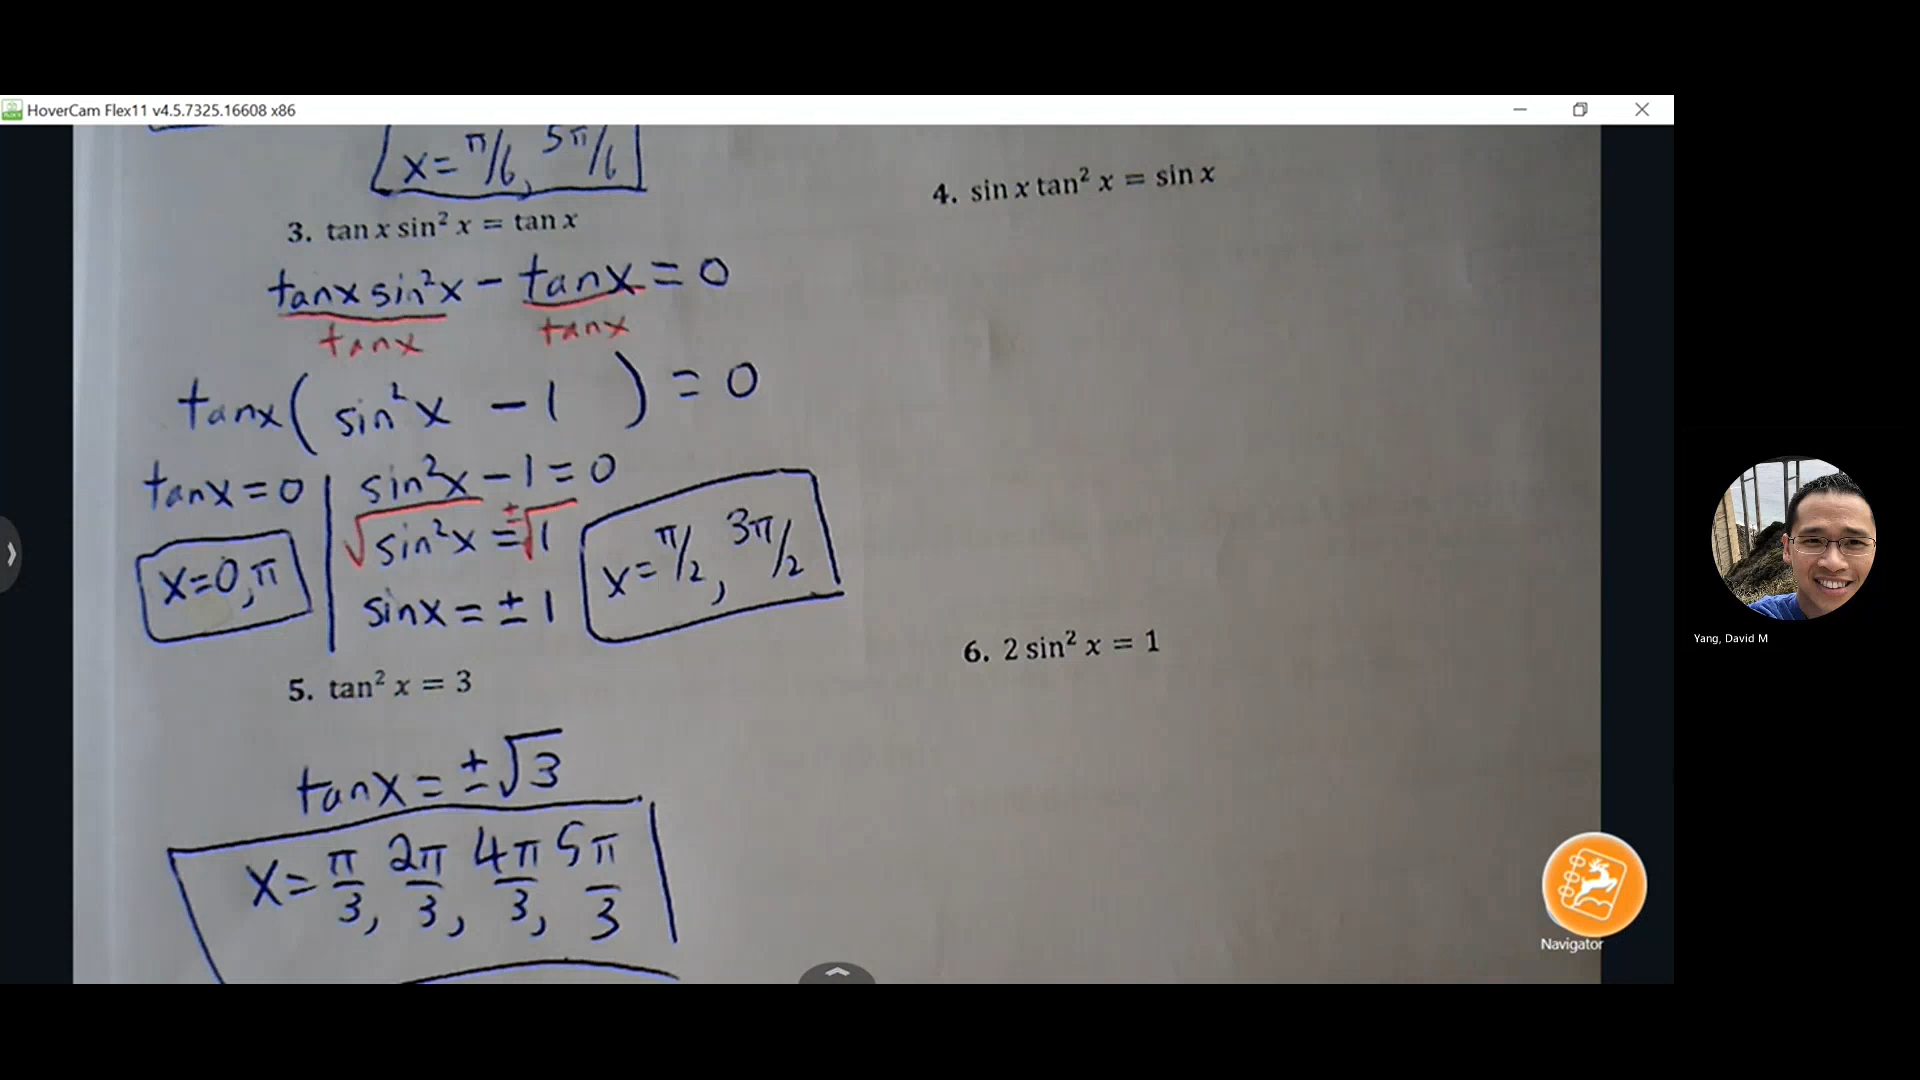 HoverCam Flex11 v4.5.7325.16608 x86
x = π/6, 5π/6
3. tan x sin² x = tan x
tanx sin²x - tanx = 0
tanx tanx
tanx( sin²x - 1 ) = 0
tanx = 0 | sin²x - 1 = 0
√sin²x = ±√1
x = 0, π
sinx = ± 1
x = π/2, 3π/2
5. tan² x = 3
tanx = ±√3
x = π/3, 2π/3, 4π/3, 5π/3
4. sin x tan² x = sin x
6. 2 sin² x = 1
Navigator
Yang, David M